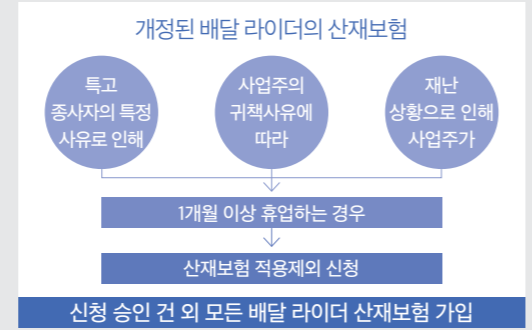 개정된 배달 라이더의 산재보험
특고
종사자의 특정
사유로 인해
사업주의
귀책사유에
따라
재난
상황으로 인해
사업주가
1개월 이상 휴업하는 경우
산재보험 적용제외 신청
신청 승인 건 외 모든 배달 라이더 산재보험 가입